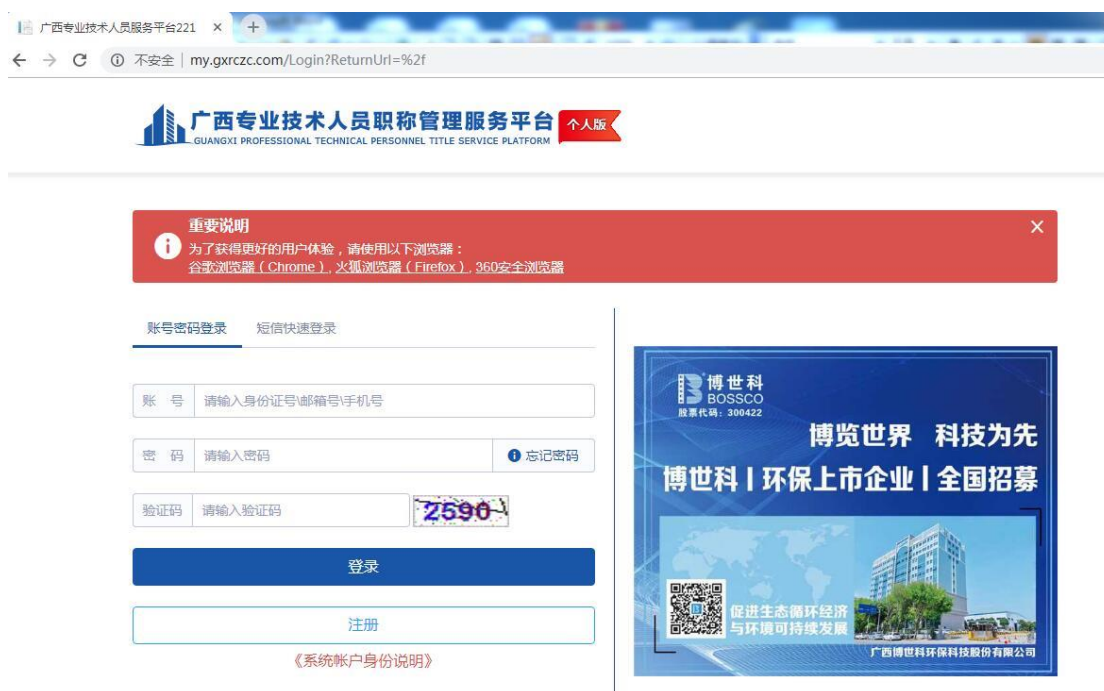 广西专业技术人员服务平台221
不安全 | my.gxrczc.com/Login?ReturnUrl=%2f
广西专业技术人员职称管理服务平台 个人版
GUANGXI PROFESSIONAL TECHNICAL PERSONNEL TITLE SERVICE PLATFORM
重要说明
为了获得更好的用户体验，请使用以下浏览器：
谷歌浏览器（Chrome）, 火狐浏览器（Firefox）, 360安全浏览器
账号密码登录 短信快速登录
账 号 请输入身份证号\邮箱号\手机号
密 码 请输入密码 忘记密码
验证码 请输入验证码 2590
登录
注册
《系统帐户身份说明》
博世科
BOSSCO
股票代码：300422
博览世界 科技为先
博世科 | 环保上市企业 | 全国招募
促进生态循环经济
与环境可持续发展
广西博世科环保科技股份有限公司